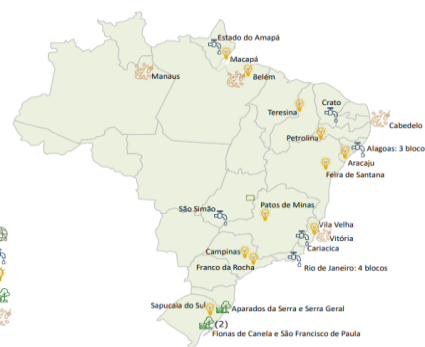 Estado do Amapá
Macapá
Manaus
Belém
Teresina
Crato
Cabedelo
Petrolina
Alagoas: 3 bloco
Aracaju
Feira de Santana
São Simão
Patos de Minas
Vila Velha
Vitória
Cariacica
Campinas
Franco da Rocha
Rio de Janeiro: 4 blocos
Sapucaia do Sul
Aparados da Serra e Serra Geral
(2)
Flonas de Canela e São Francisco de Paula